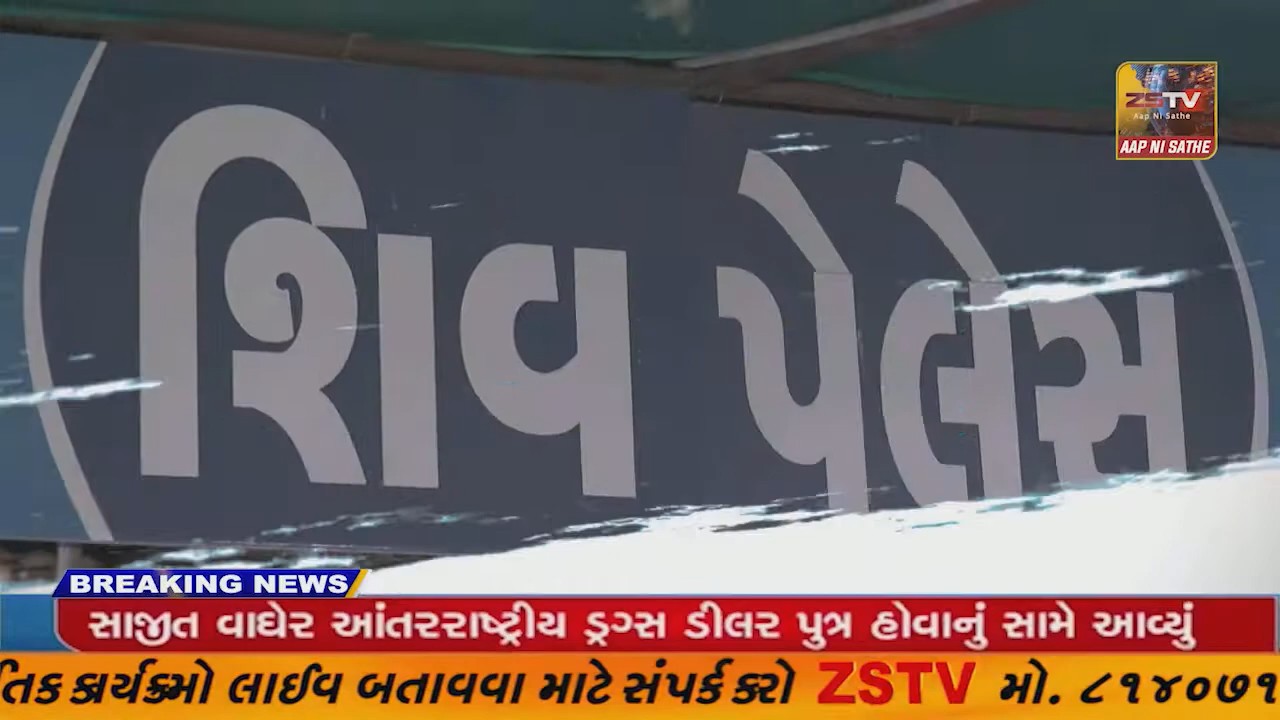 ZSTV
Aap Ni Sathe
AAP NI SATHE
શિવ પેલેસ
BREAKING NEWS
સાજીત વાઘેર આંતરરાષ્ટ્રીય ડ્રગ્સ ડીલર પુત્ર હોવાનું સામે આવ્યું
તિક કાર્યક્રમો લાઈવ બતાવવા માટે સંપર્ક કરો ZSTV મો. ૮૧૪૦૭૧